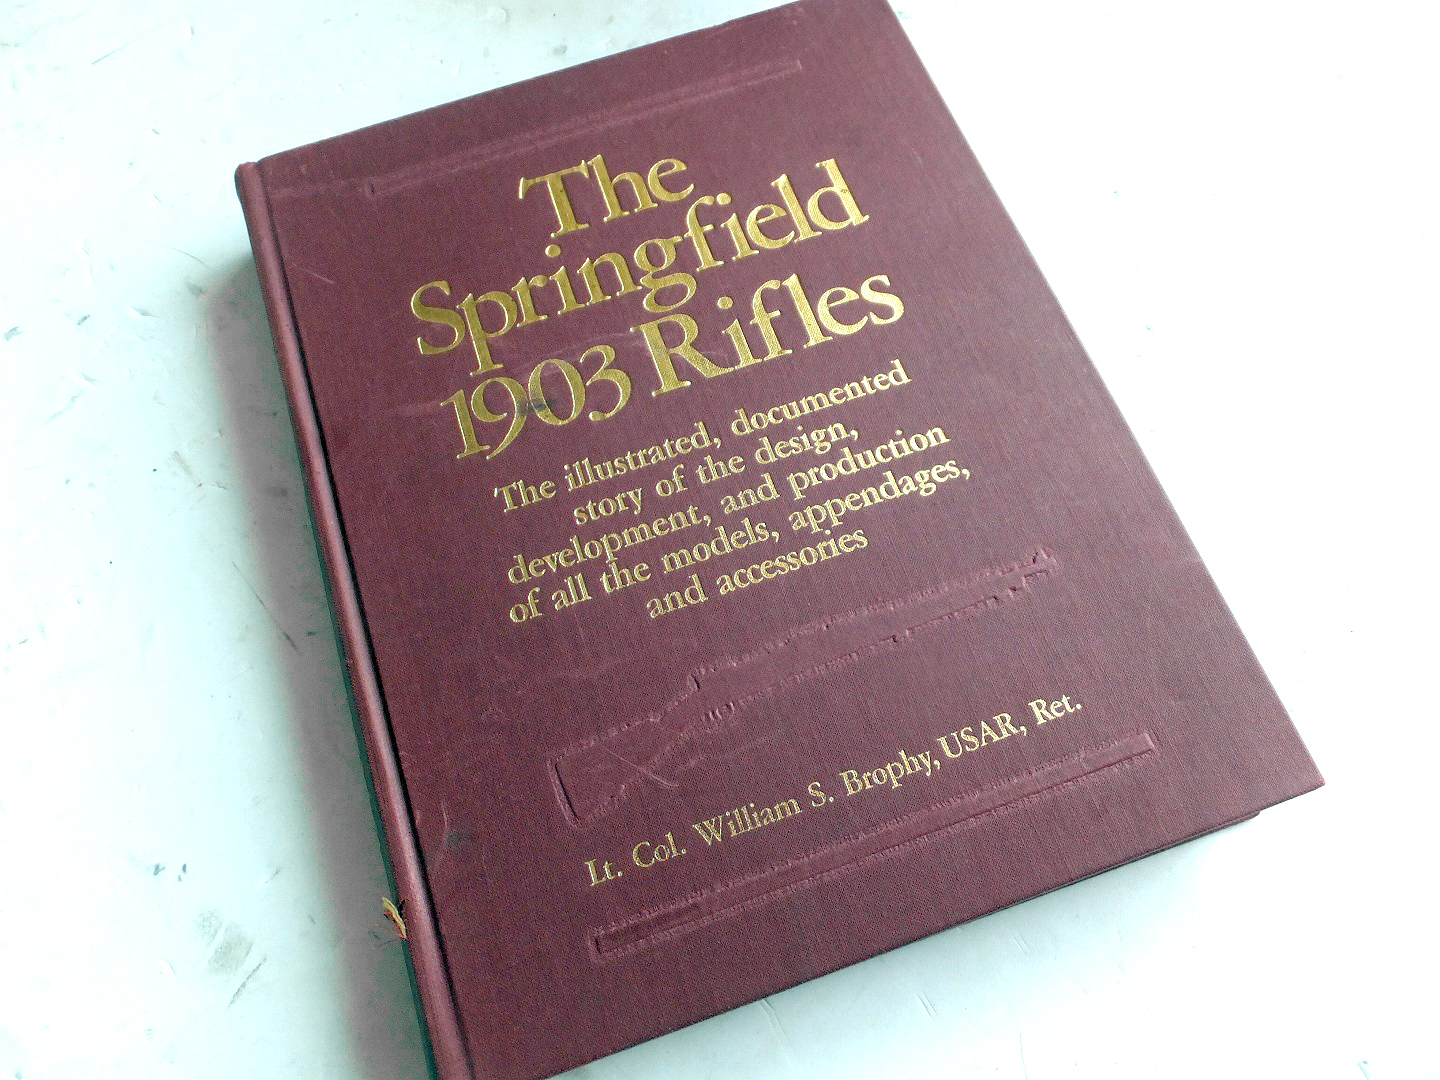 The
Springfield
1903 Rifles
The illustrated, documented
story of the design,
development, and production
of all the models, appendages,
and accessories
Lt. Col. William S. Brophy, USAR, Ret.